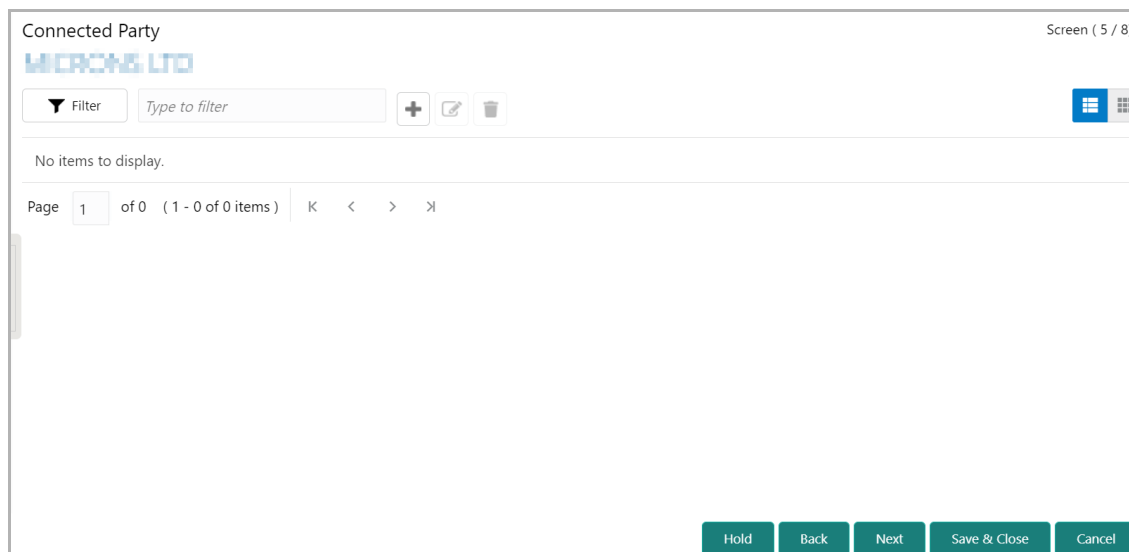 Connected Party
Screen ( 5 / 8)
LTD
Filter
Type to filter
No items to display.
Page 1 of 0 ( 1 - 0 of 0 items )
Hold Back Next Save & Close Cancel